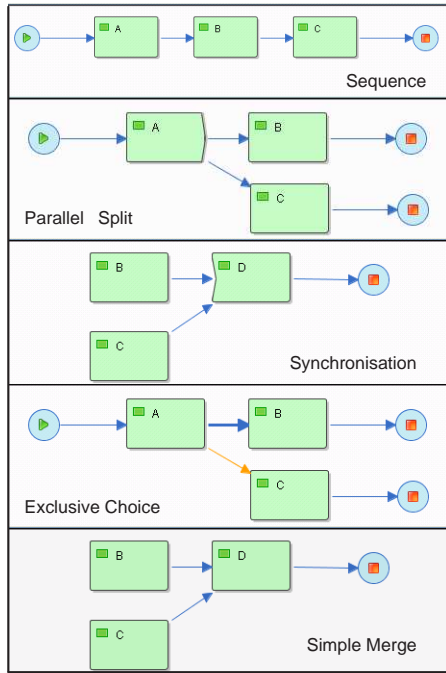 A B C
Sequence
A B
C
Parallel Split
B D
C
Synchronisation
A B
C
Exclusive Choice
B D
C
Simple Merge